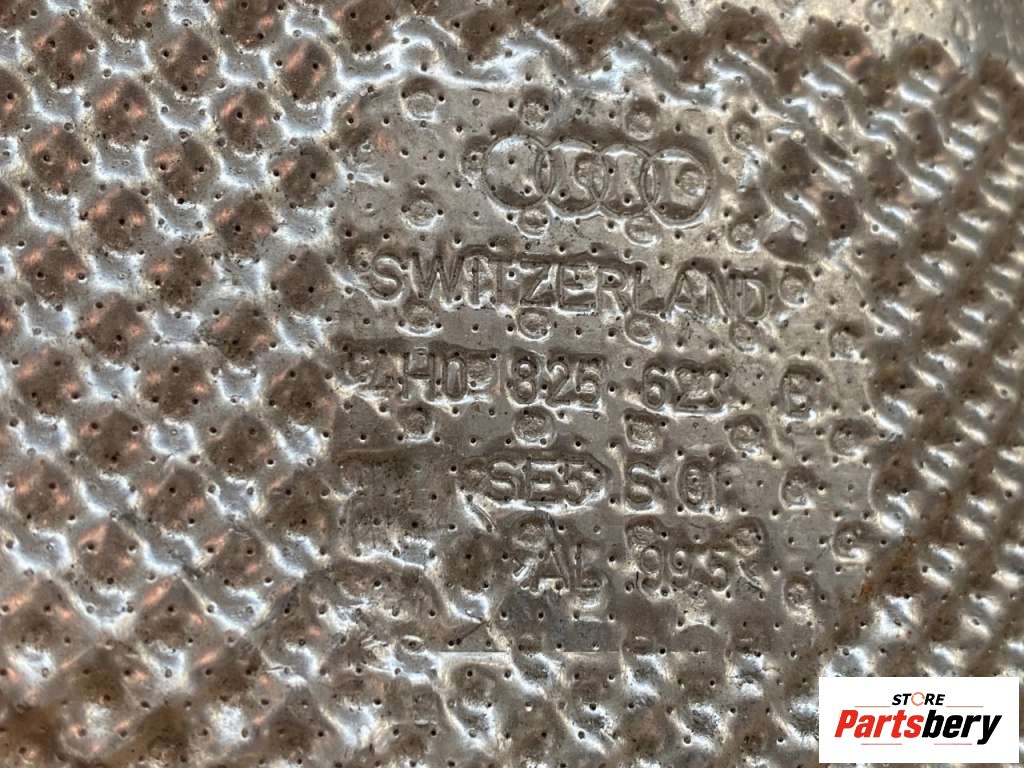 SWITZERLAND
4H0 825 623 B
SE5 S 01
AL 99.5
STORE
Partsbery